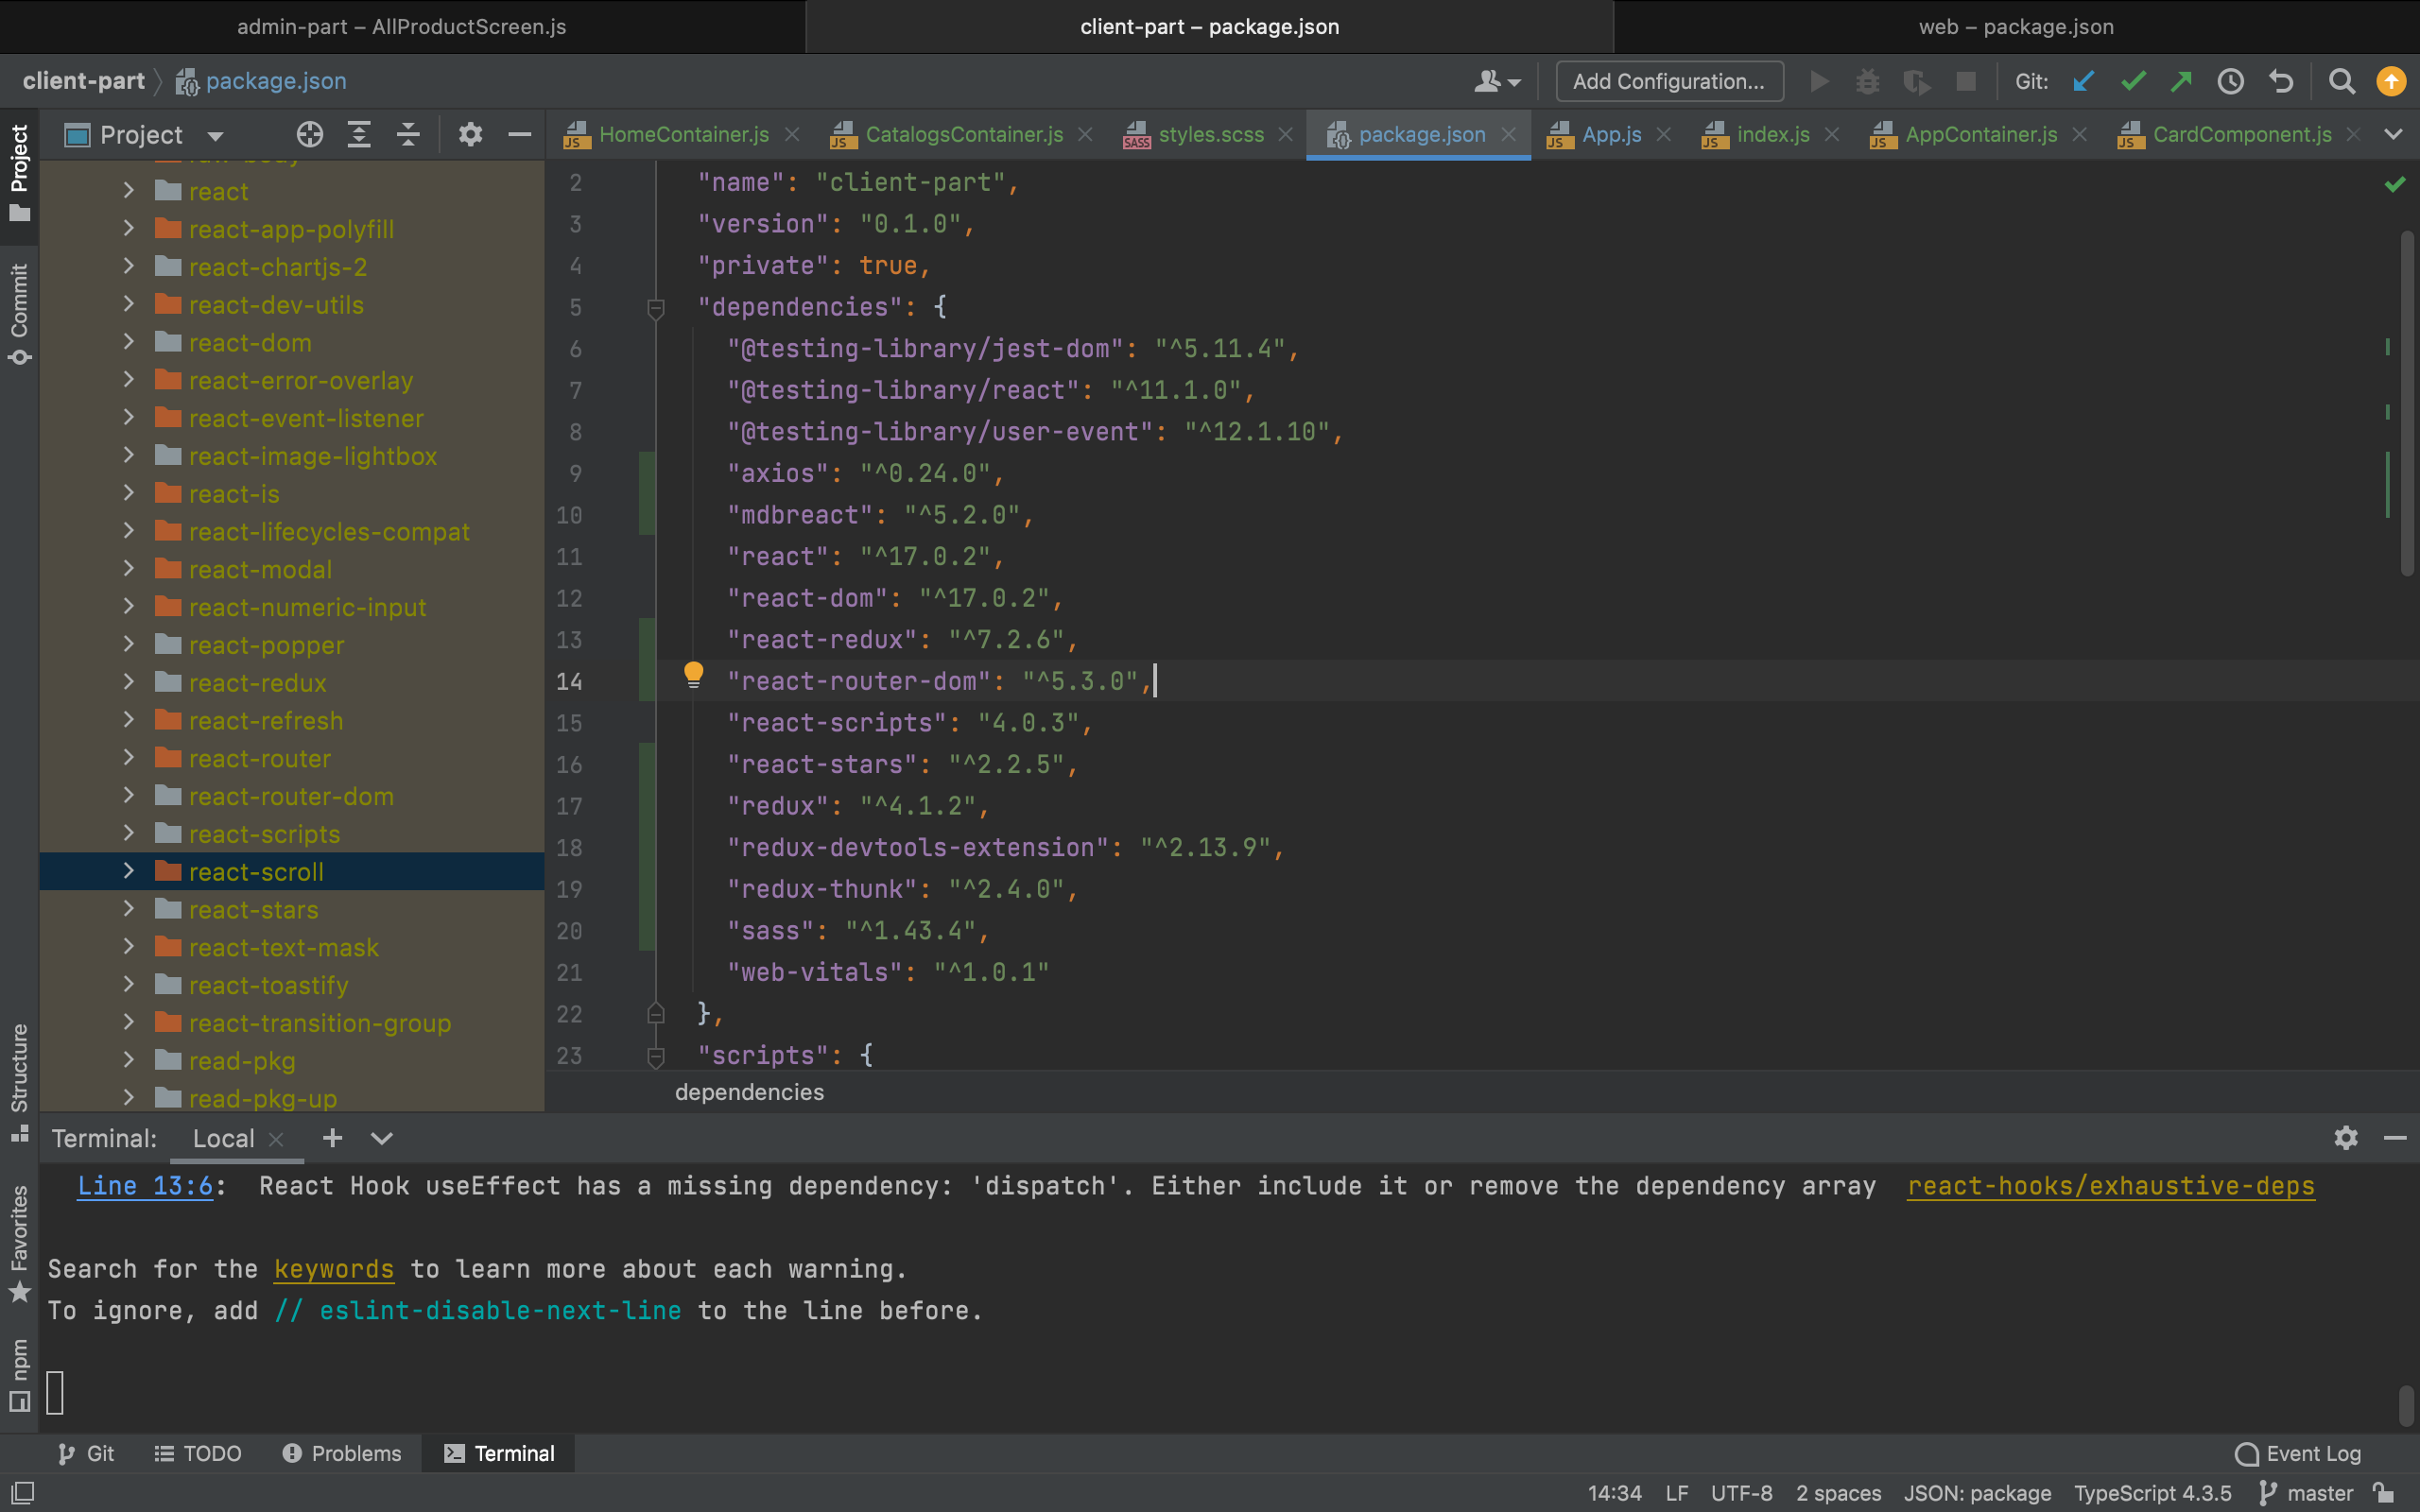 admin-part – AllProductScreen.js
client-part – package.json
web – package.json
client-part
package.json
Add Configuration...
Git:
Project
HomeContainer.js
CatalogsContainer.js
styles.scss
package.json
App.js
index.js
AppContainer.js
CardComponent.js
Project
Commit
Structure
Favorites
npm
react
react-app-polyfill
react-chartjs-2
react-dev-utils
react-dom
react-error-overlay
react-event-listener
react-image-lightbox
react-is
react-lifecycles-compat
react-modal
react-numeric-input
react-popper
react-redux
react-refresh
react-router
react-router-dom
react-scripts
react-scroll
react-stars
react-text-mask
react-toastify
react-transition-group
read-pkg
read-pkg-up
2 "name": "client-part",
3 "version": "0.1.0",
4 "private": true,
5 "dependencies": {
6 "@testing-library/jest-dom": "^5.11.4",
7 "@testing-library/react": "^11.1.0",
8 "@testing-library/user-event": "^12.1.10",
9 "axios": "^0.24.0",
10 "mdbreact": "^5.2.0",
11 "react": "^17.0.2",
12 "react-dom": "^17.0.2",
13 "react-redux": "^7.2.6",
14 "react-router-dom": "^5.3.0",
15 "react-scripts": "4.0.3",
16 "react-stars": "^2.2.5",
17 "redux": "^4.1.2",
18 "redux-devtools-extension": "^2.13.9",
19 "redux-thunk": "^2.4.0",
20 "sass": "^1.43.4",
21 "web-vitals": "^1.0.1"
22 },
23 "scripts": {
dependencies
Terminal: Local
Line 13:6: React Hook useEffect has a missing dependency: 'dispatch'. Either include it or remove the dependency array react-hooks/exhaustive-deps
Search for the keywords to learn more about each warning.
To ignore, add // eslint-disable-next-line to the line before.
Git
TODO
Problems
Terminal
Event Log
14:34 LF UTF-8 2 spaces JSON: package TypeScript 4.3.5 master